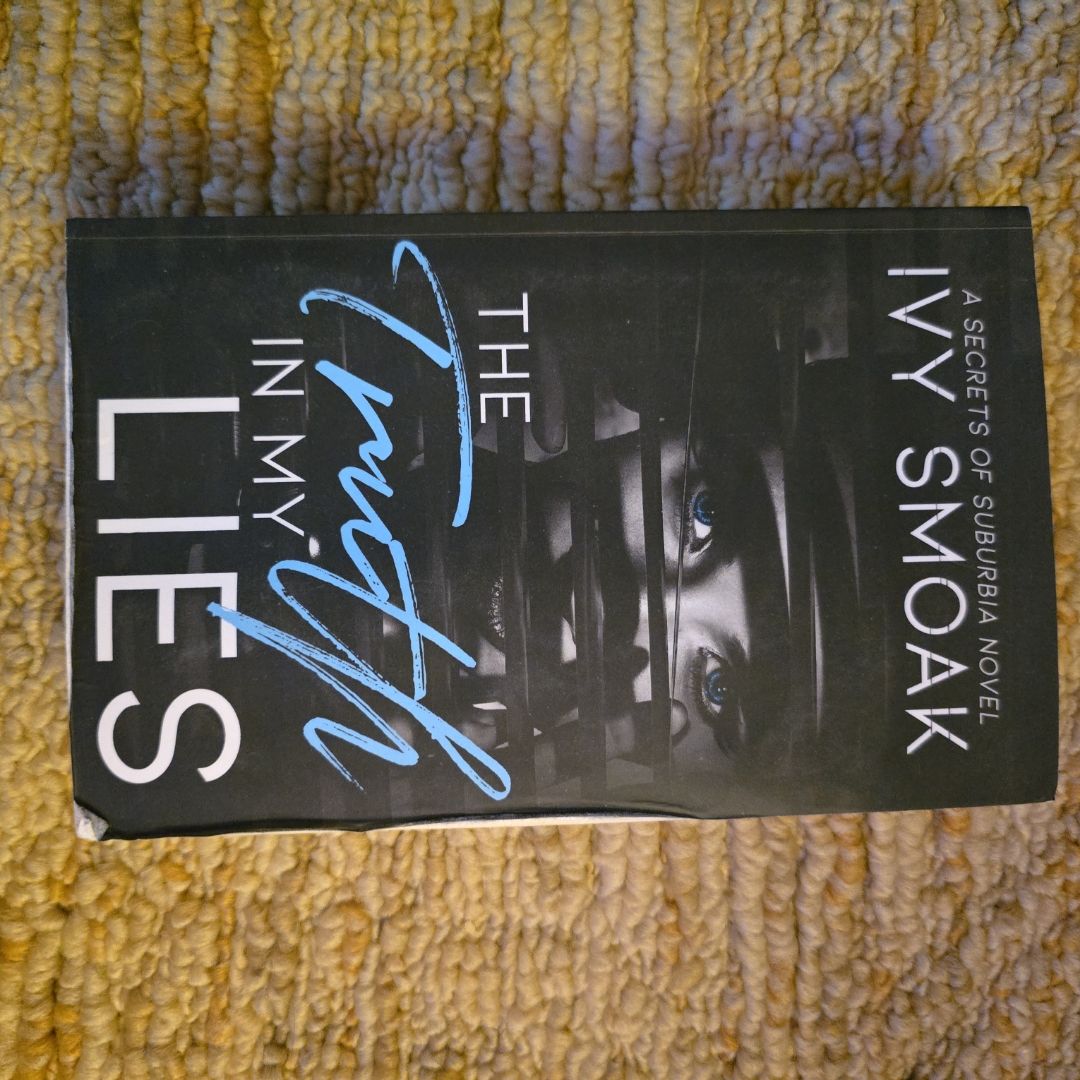 A SECRETS OF SUBURBIA NOVEL
IVY SMOAK
THE
Truth
IN MY
LIES